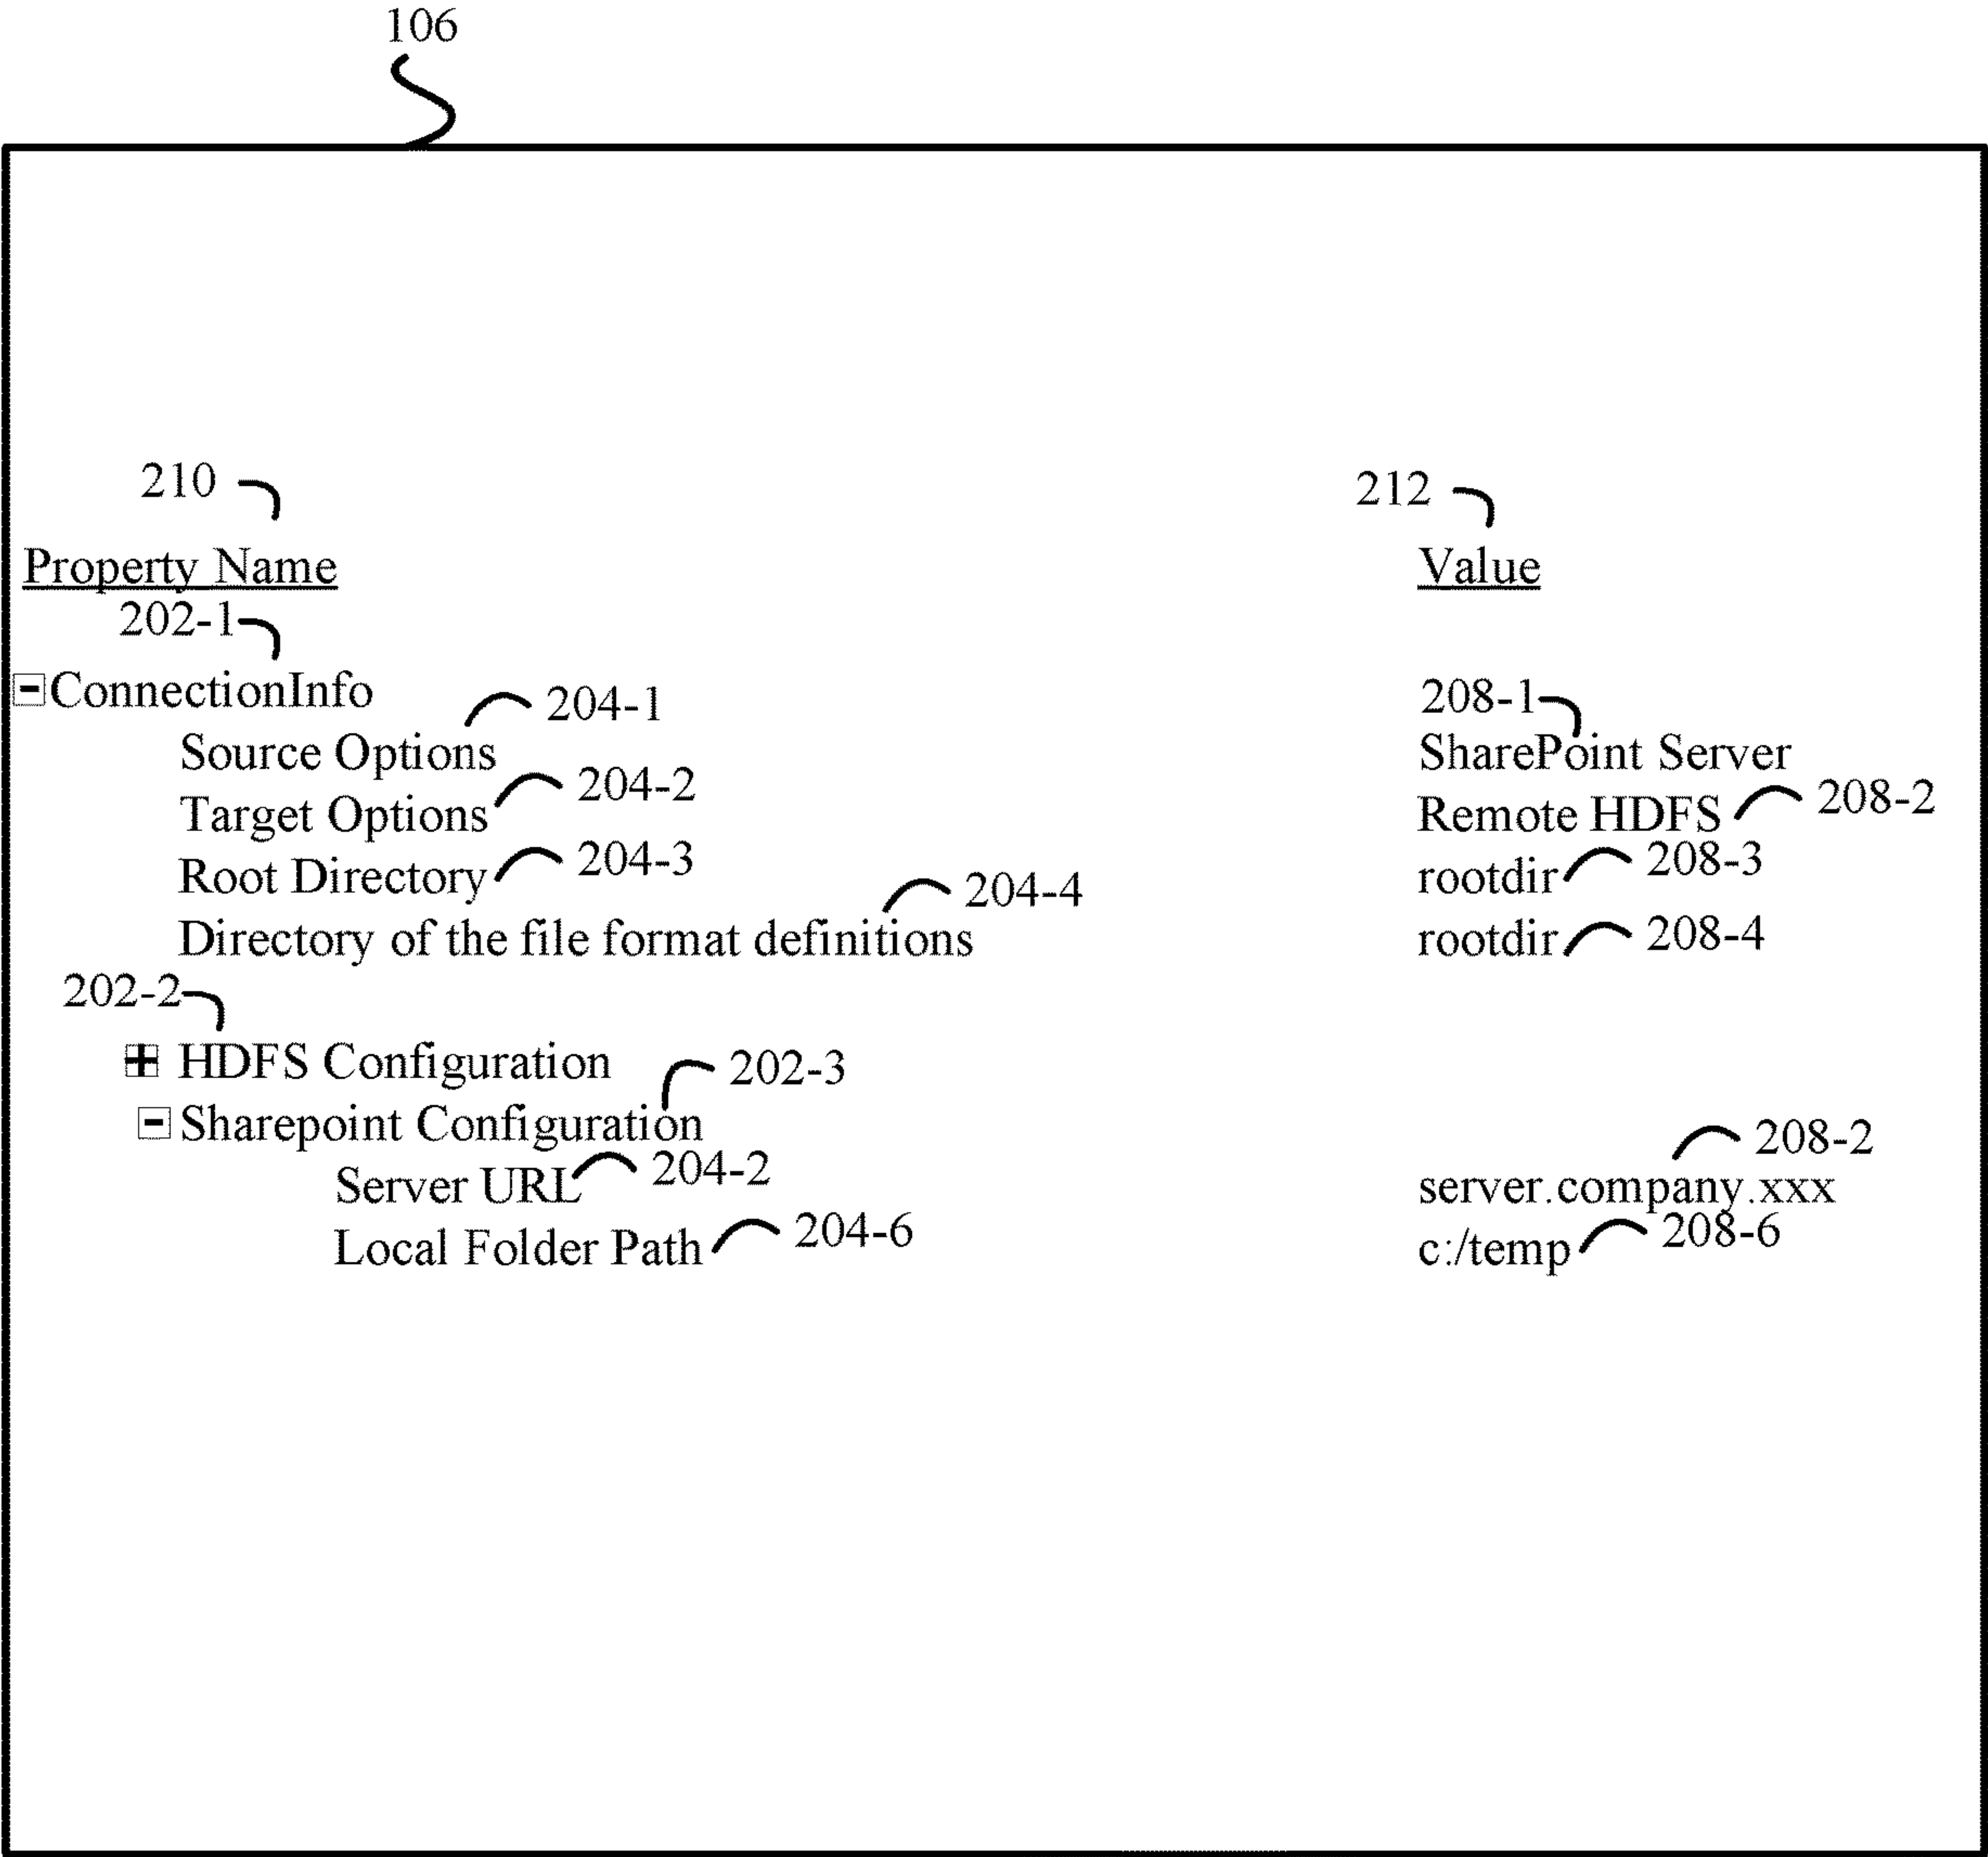 106
210 212
Property Name Value
202-1
ConnectionInfo 204-1 208-1
Source Options SharePoint Server
204-2 208-2
Target Options Remote HDFS
204-3 208-3
Root Directory rootdir
204-4
Directory of the file format definitions rootdir 208-4
202-2
HDFS Configuration 202-3
Sharepoint Configuration
208-2
Server URL 204-2 server.company.xxx
Local Folder Path 204-6 c:/temp 208-6